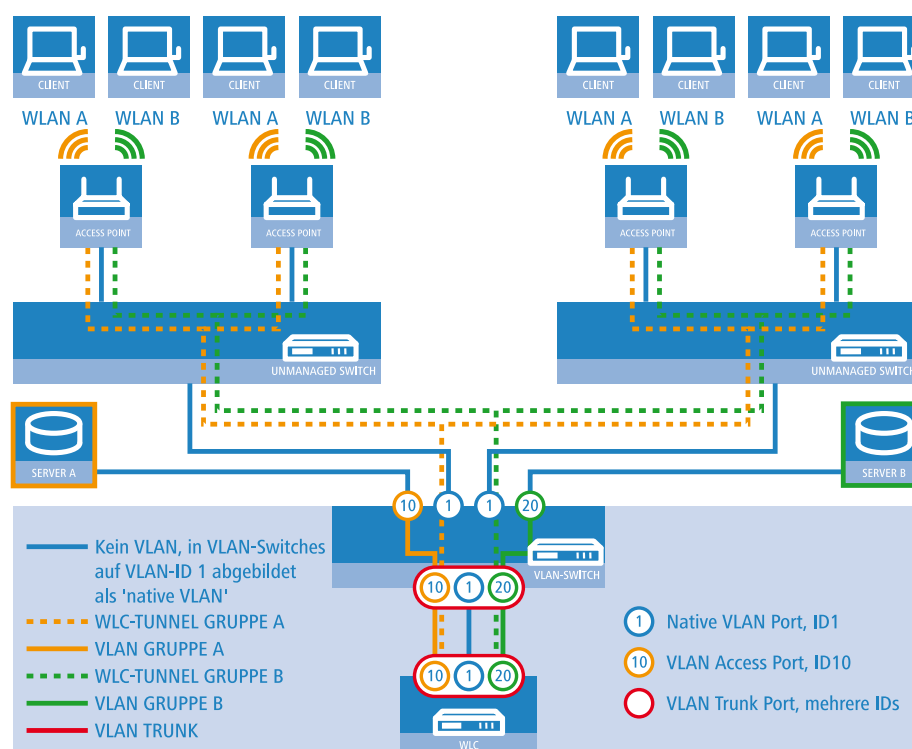 CLIENT CLIENT CLIENT CLIENT CLIENT CLIENT CLIENT CLIENT
WLAN A WLAN B WLAN A WLAN B WLAN A WLAN B WLAN A WLAN B
ACCESS POINT ACCESS POINT ACCESS POINT ACCESS POINT
UNMANAGED SWITCH UNMANAGED SWITCH
SERVER A SERVER B
10 1 1 20
VLAN-SWITCH
10 1 20
10 1 20
WLC
Kein VLAN, in VLAN-Switches
auf VLAN-ID 1 abgebildet
als 'native VLAN'
WLC-TUNNEL GRUPPE A
VLAN GRUPPE A
WLC-TUNNEL GRUPPE B
VLAN GRUPPE B
VLAN TRUNK
1 Native VLAN Port, ID1
10 VLAN Access Port, ID10
VLAN Trunk Port, mehrere IDs